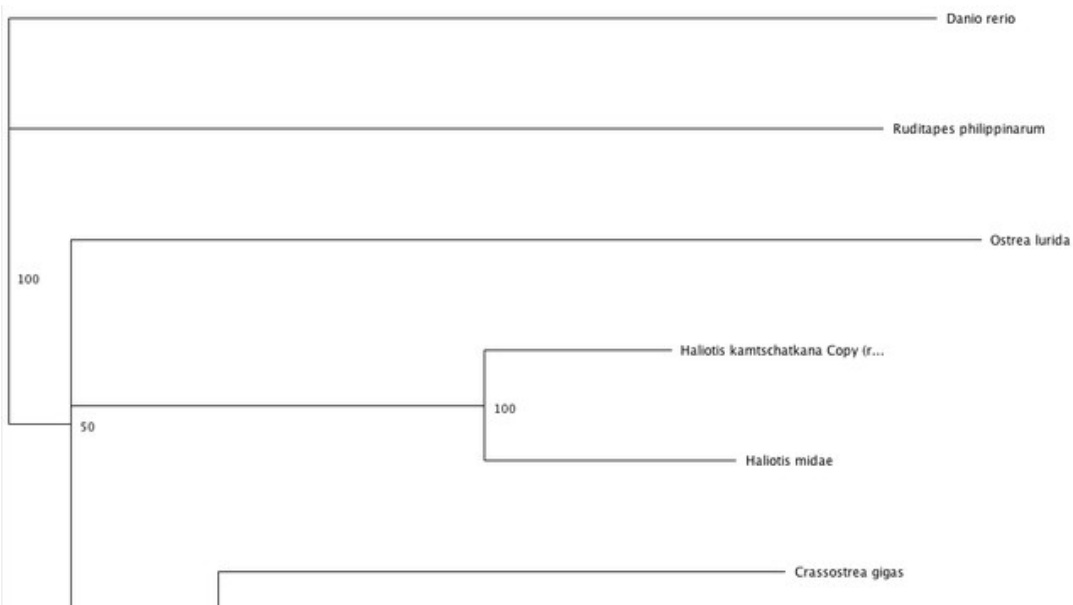 Danio rerio
Ruditapes philippinarum
Ostrea lurida
100
Haliotis kamtschatkana Copy (r...
100
50
Haliotis midae
Crassostrea gigas